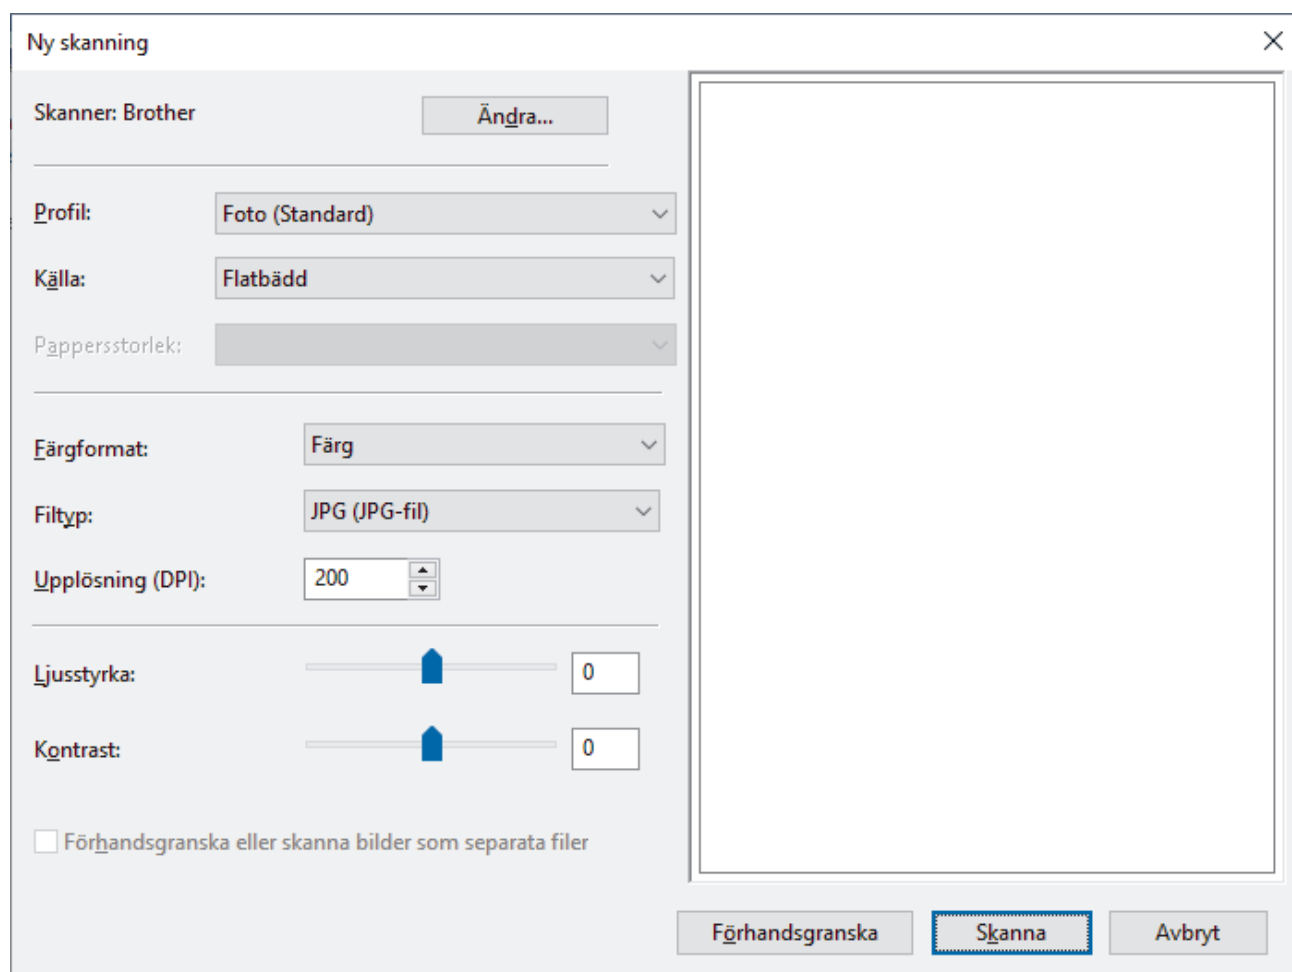 Ny skanning
Skanner: Brother
Ändra...
Profil:
Foto (Standard)
Källa:
Flatbädd
Pappersstorlek:
Färgformat:
Färg
Filtyp:
JPG (JPG-fil)
Upplösning (DPI):
200
Ljusstyrka:
0
Kontrast:
0
Förhandsgranska eller skanna bilder som separata filer
Förhandsgranska
Skanna
Avbryt